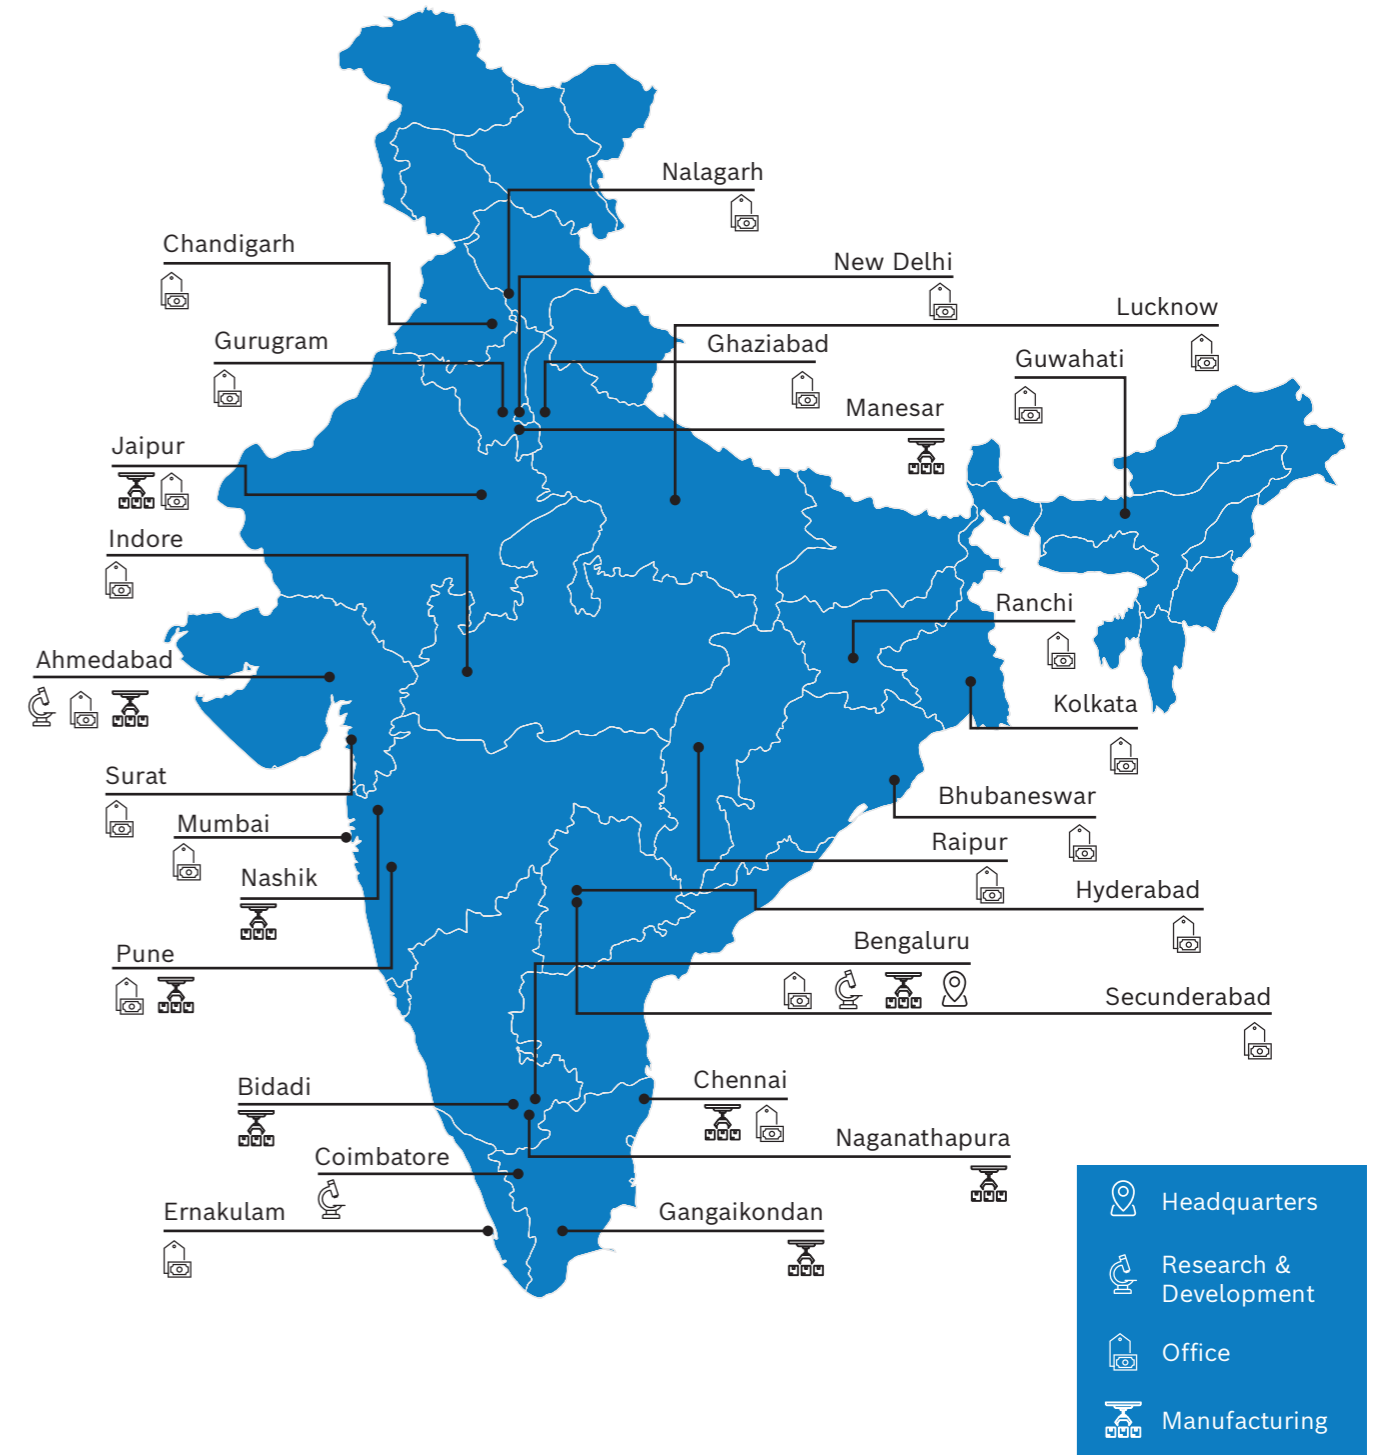 Nalagarh
Chandigarh
New Delhi
Lucknow
Gurugram
Ghaziabad
Guwahati
Manesar
Jaipur
Indore
Ranchi
Ahmedabad
Kolkata
Surat
Bhubaneswar
Mumbai
Raipur
Nashik
Hyderabad
Pune
Bengaluru
Secunderabad
Bidadi
Chennai
Naganathapura
Coimbatore
Ernakulam
Gangaikondan
Headquarters
Research &
Development
Office
Manufacturing